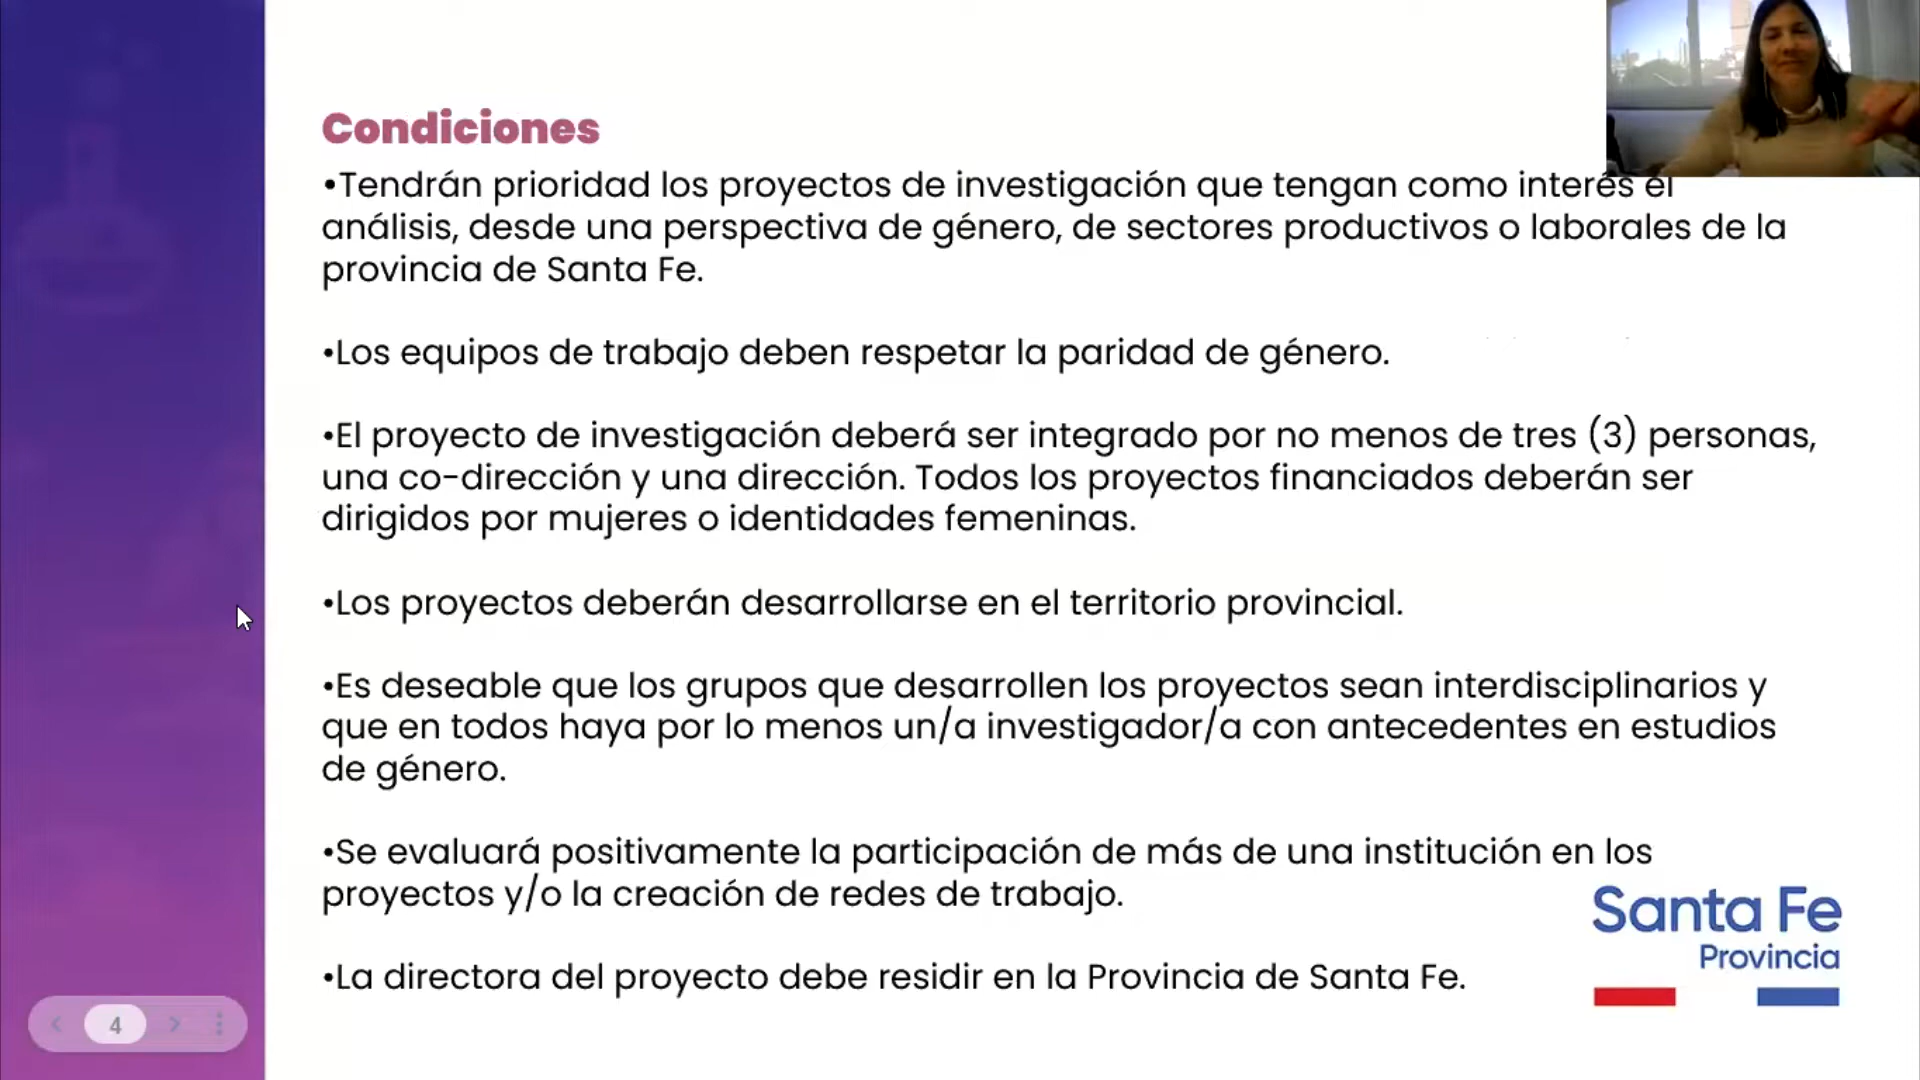 Condiciones
•Tendrán prioridad los proyectos de investigación que tengan como interés el
análisis, desde una perspectiva de género, de sectores productivos o laborales de la
provincia de Santa Fe.
•Los equipos de trabajo deben respetar la paridad de género.
•El proyecto de investigación deberá ser integrado por no menos de tres (3) personas,
una co-dirección y una dirección. Todos los proyectos financiados deberán ser
dirigidos por mujeres o identidades femeninas.
•Los proyectos deberán desarrollarse en el territorio provincial.
•Es deseable que los grupos que desarrollen los proyectos sean interdisciplinarios y
que en todos haya por lo menos un/a investigador/a con antecedentes en estudios
de género.
•Se evaluará positivamente la participación de más de una institución en los
proyectos y/o la creación de redes de trabajo.
•La directora del proyecto debe residir en la Provincia de Santa Fe.
Santa Fe
Provincia
4